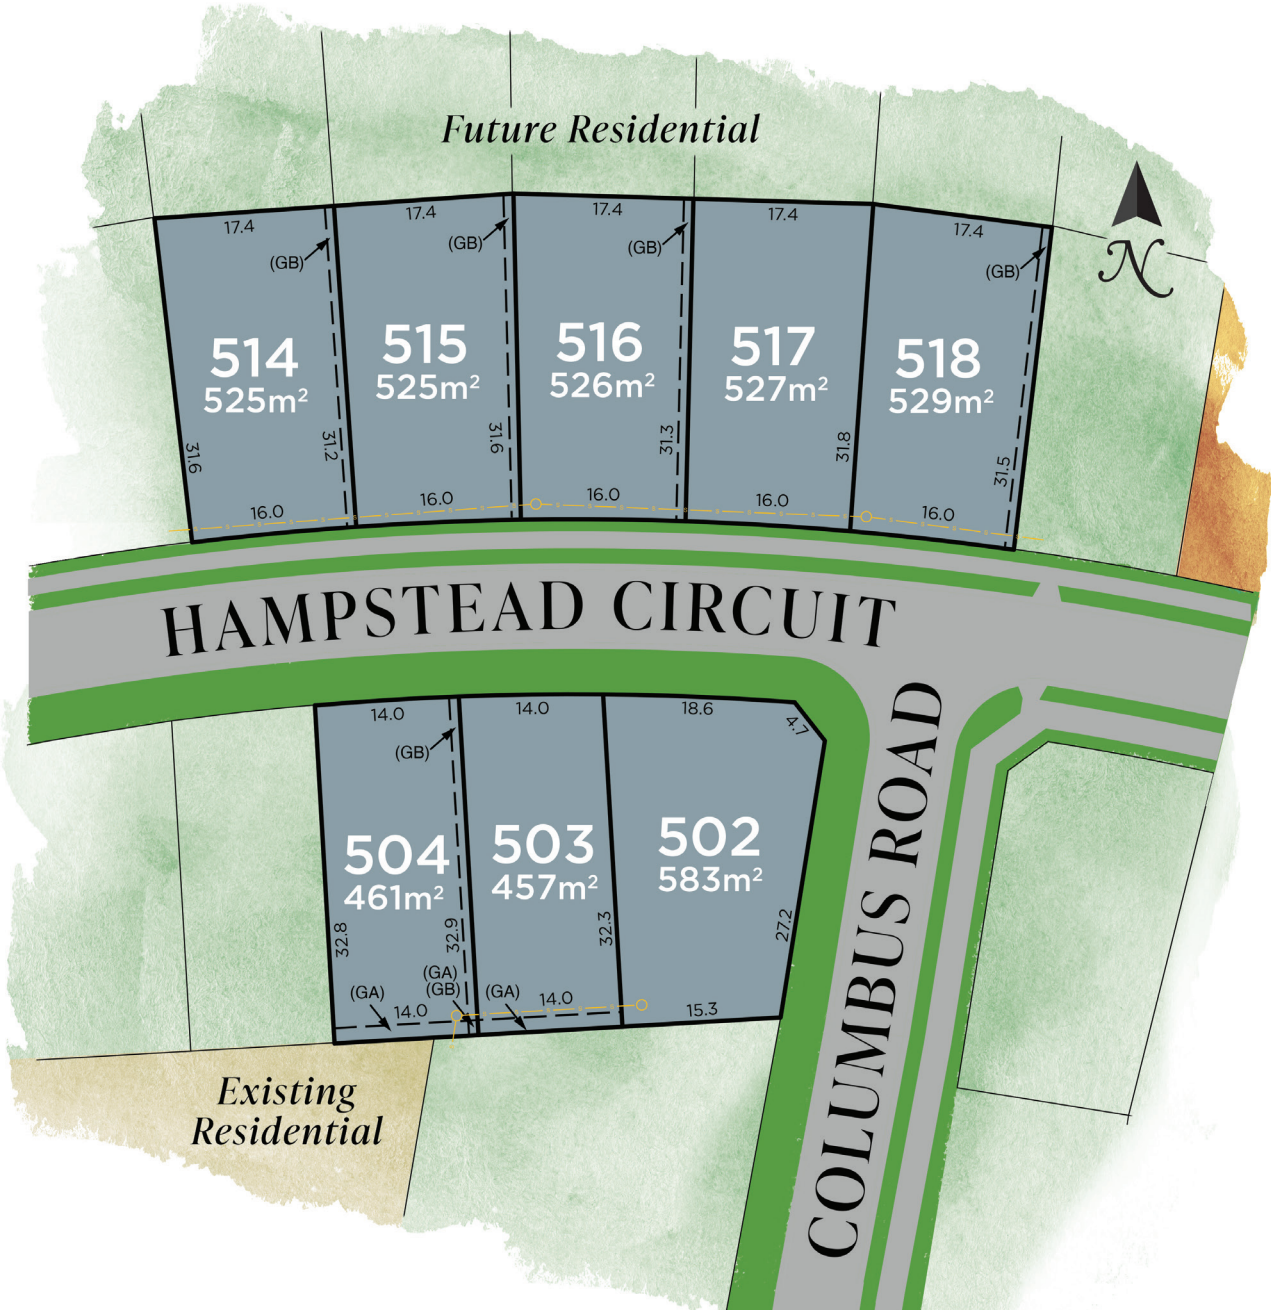 Future Residential
N
17.4
17.4
17.4
17.4
17.4
(GB)
(GB)
(GB)
(GB)
514
525m²
515
525m²
516
526m²
517
527m²
518
529m²
31.6
31.2
31.6
31.3
31.8
31.5
16.0
16.0
16.0
16.0
16.0
HAMPSTEAD CIRCUIT
14.0
14.0
18.6
4.7
(GB)
504
461m²
503
457m²
502
583m²
32.8
32.9
32.3
27.2
(GA)
(GA)
(GB)
(GA)
14.0
14.0
15.3
COLUMBUS ROAD
Existing
Residential